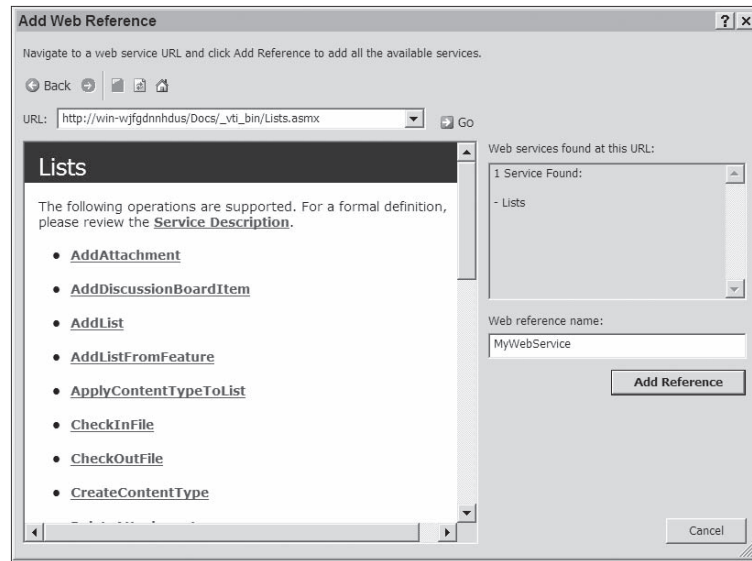 Add Web Reference
Navigate to a web service URL and click Add Reference to add all the available services.
Back
URL: http://win-wjfgdnnhdus/Docs/_vti_bin/Lists.asmx Go
Lists
The following operations are supported. For a formal definition,
please review the Service Description.
• AddAttachment
• AddDiscussionBoardItem
• AddList
• AddListFromFeature
• ApplyContentTypeToList
• CheckInFile
• CheckOutFile
• CreateContentType
Web services found at this URL:
1 Service Found:
- Lists
Web reference name:
MyWebService
Add Reference
Cancel